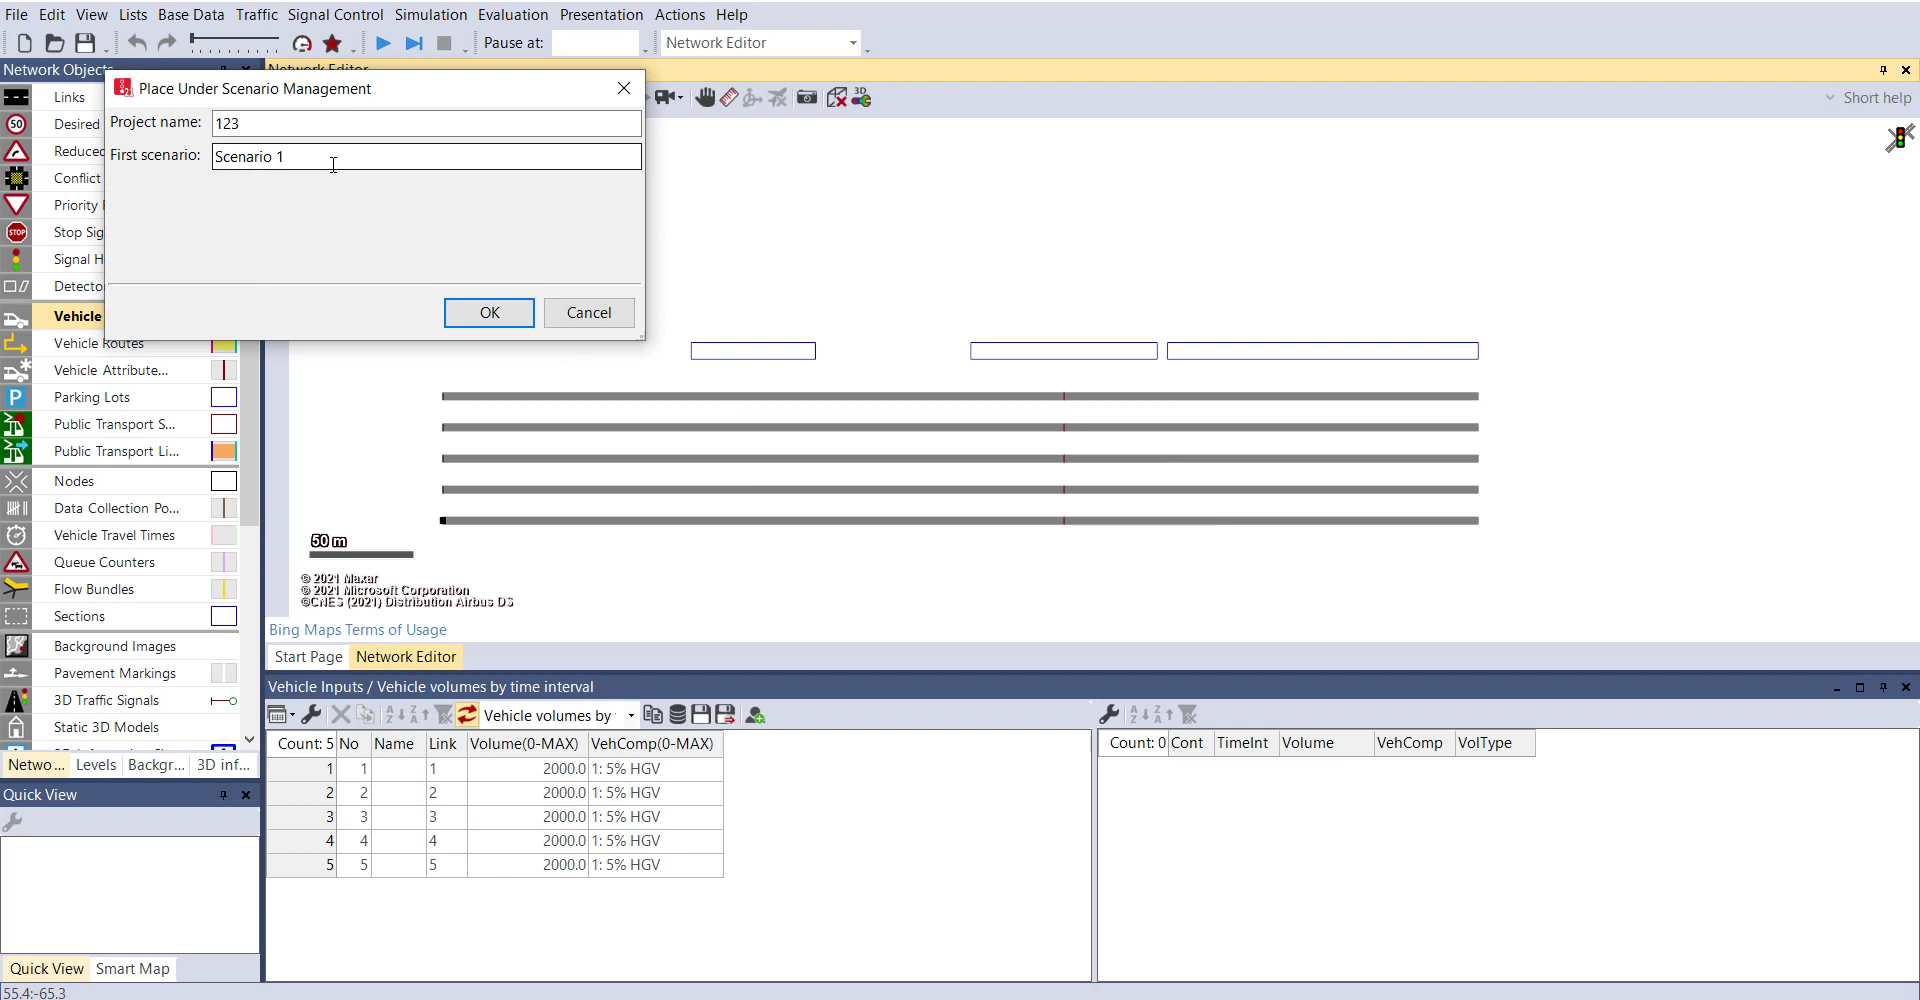 File Edit View Lists Base Data Traffic Signal Control Simulation Evaluation Presentation Actions Help
Pause at: Network Editor
Network Objects
Network Editor
Place Under Scenario Management
Project name: 123
First scenario: Scenario 1
OK Cancel
Short help
Links
50 Desired
Reduced
Conflict
Priority
STOP Stop Sig
Signal H
Detecto
Vehicle
Vehicle Routes
Vehicle Attribute...
P Parking Lots
Public Transport S...
Public Transport Li...
Nodes
Data Collection Po...
Vehicle Travel Times
Queue Counters
Flow Bundles
Sections
Background Images
Pavement Markings
3D Traffic Signals
Static 3D Models
Netwo... Levels Backgr... 3D inf...
Quick View
Quick View Smart Map
55.4:-65.3
3D
50 m
© 2021 Maxar
© 2021 Microsoft Corporation
©CNES (2021) Distribution Airbus DS
Bing Maps Terms of Usage
Start Page Network Editor
Vehicle Inputs / Vehicle volumes by time interval
Vehicle volumes by
Count: 5 No Name Link Volume(0-MAX) VehComp(0-MAX)
1 1 1 2000.0 1: 5% HGV
2 2 2 2000.0 1: 5% HGV
3 3 3 2000.0 1: 5% HGV
4 4 4 2000.0 1: 5% HGV
5 5 5 2000.0 1: 5% HGV
Count: 0 Cont TimeInt Volume VehComp VolType